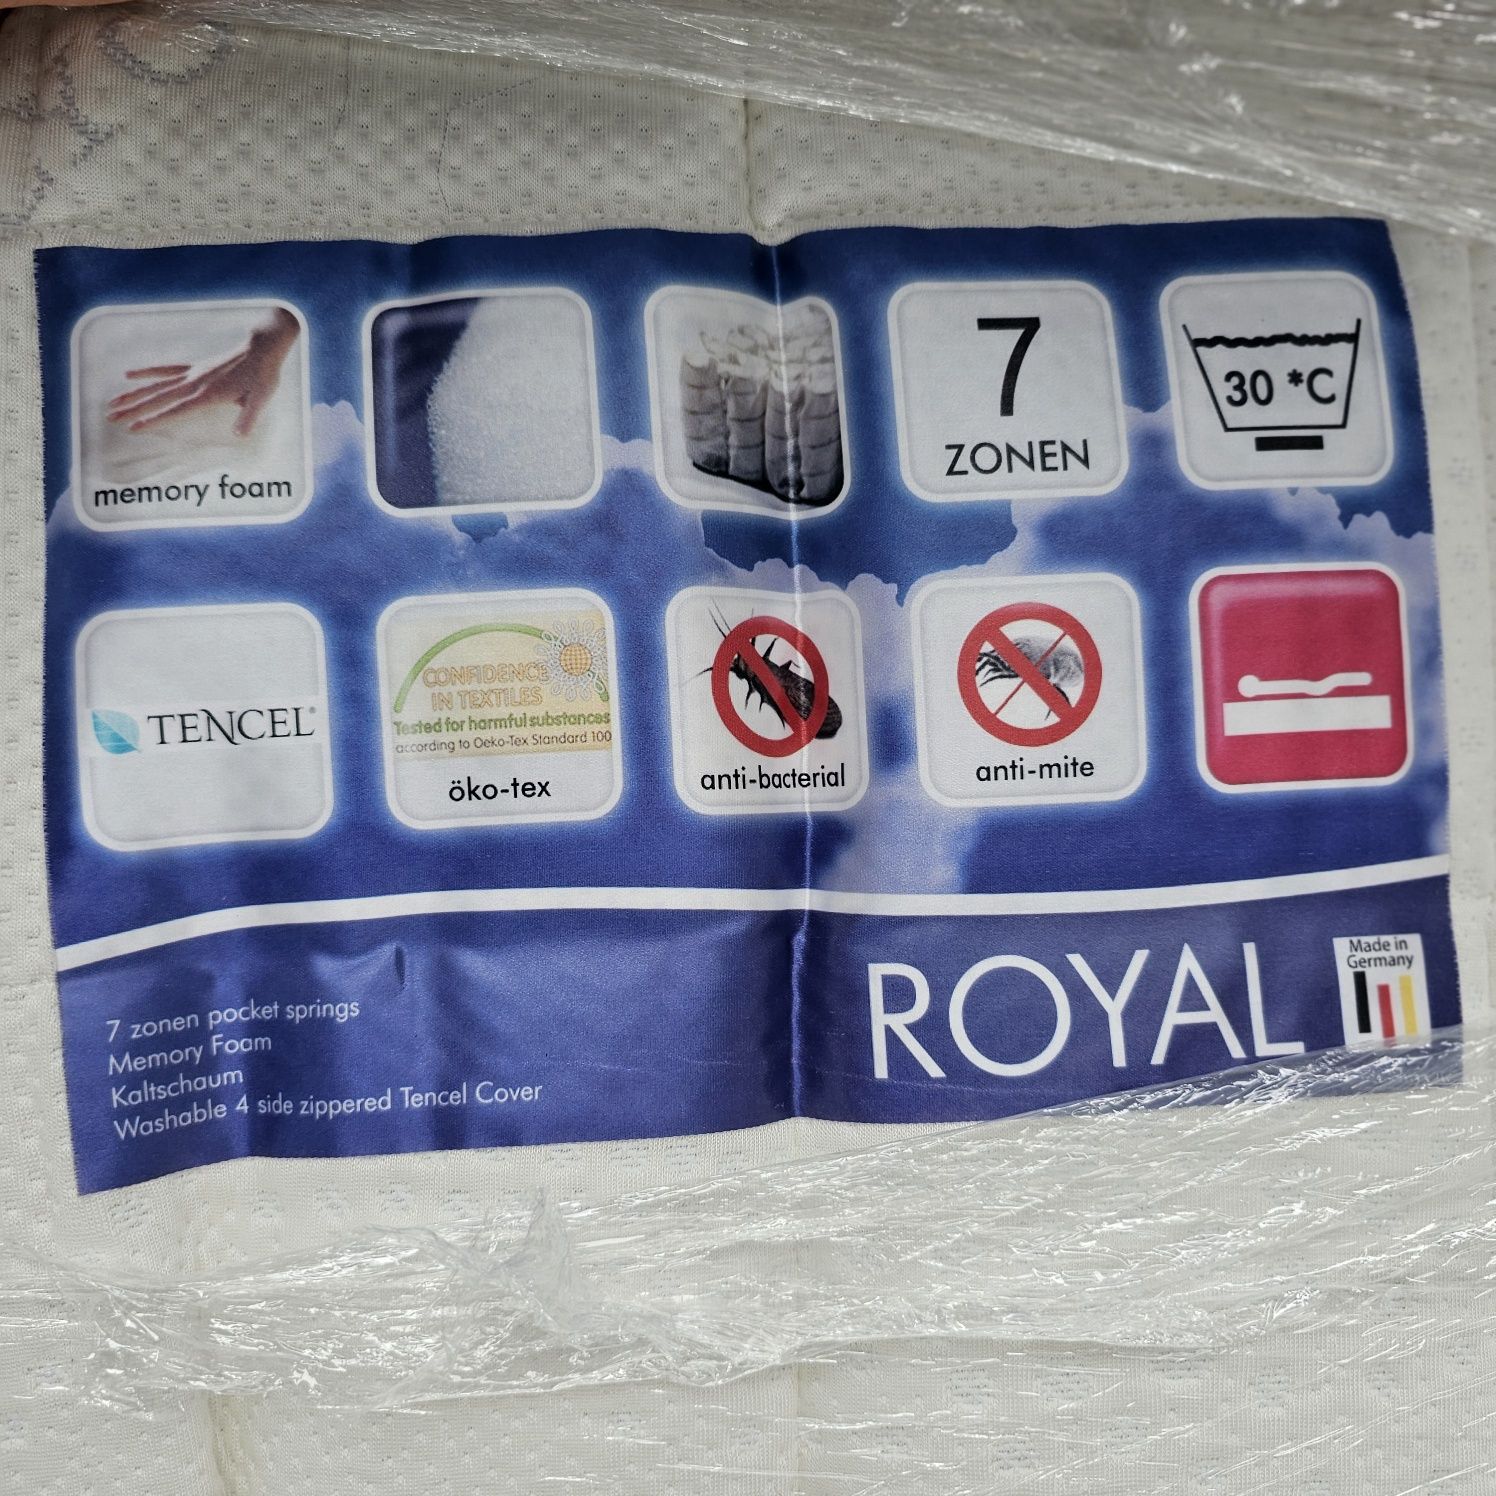 memory foam
7
ZONEN
30 *C
TENCEL®
CONFIDENCE
IN TEXTILES
Tested for harmful substances
according to Oeko-Tex Standard 100
öko-tex
anti-bacterial
anti-mite
7 zonen pocket springs
Memory Foam
Kaltschaum
Washable 4 side zippered Tencel Cover
ROYAL
Made in
Germany